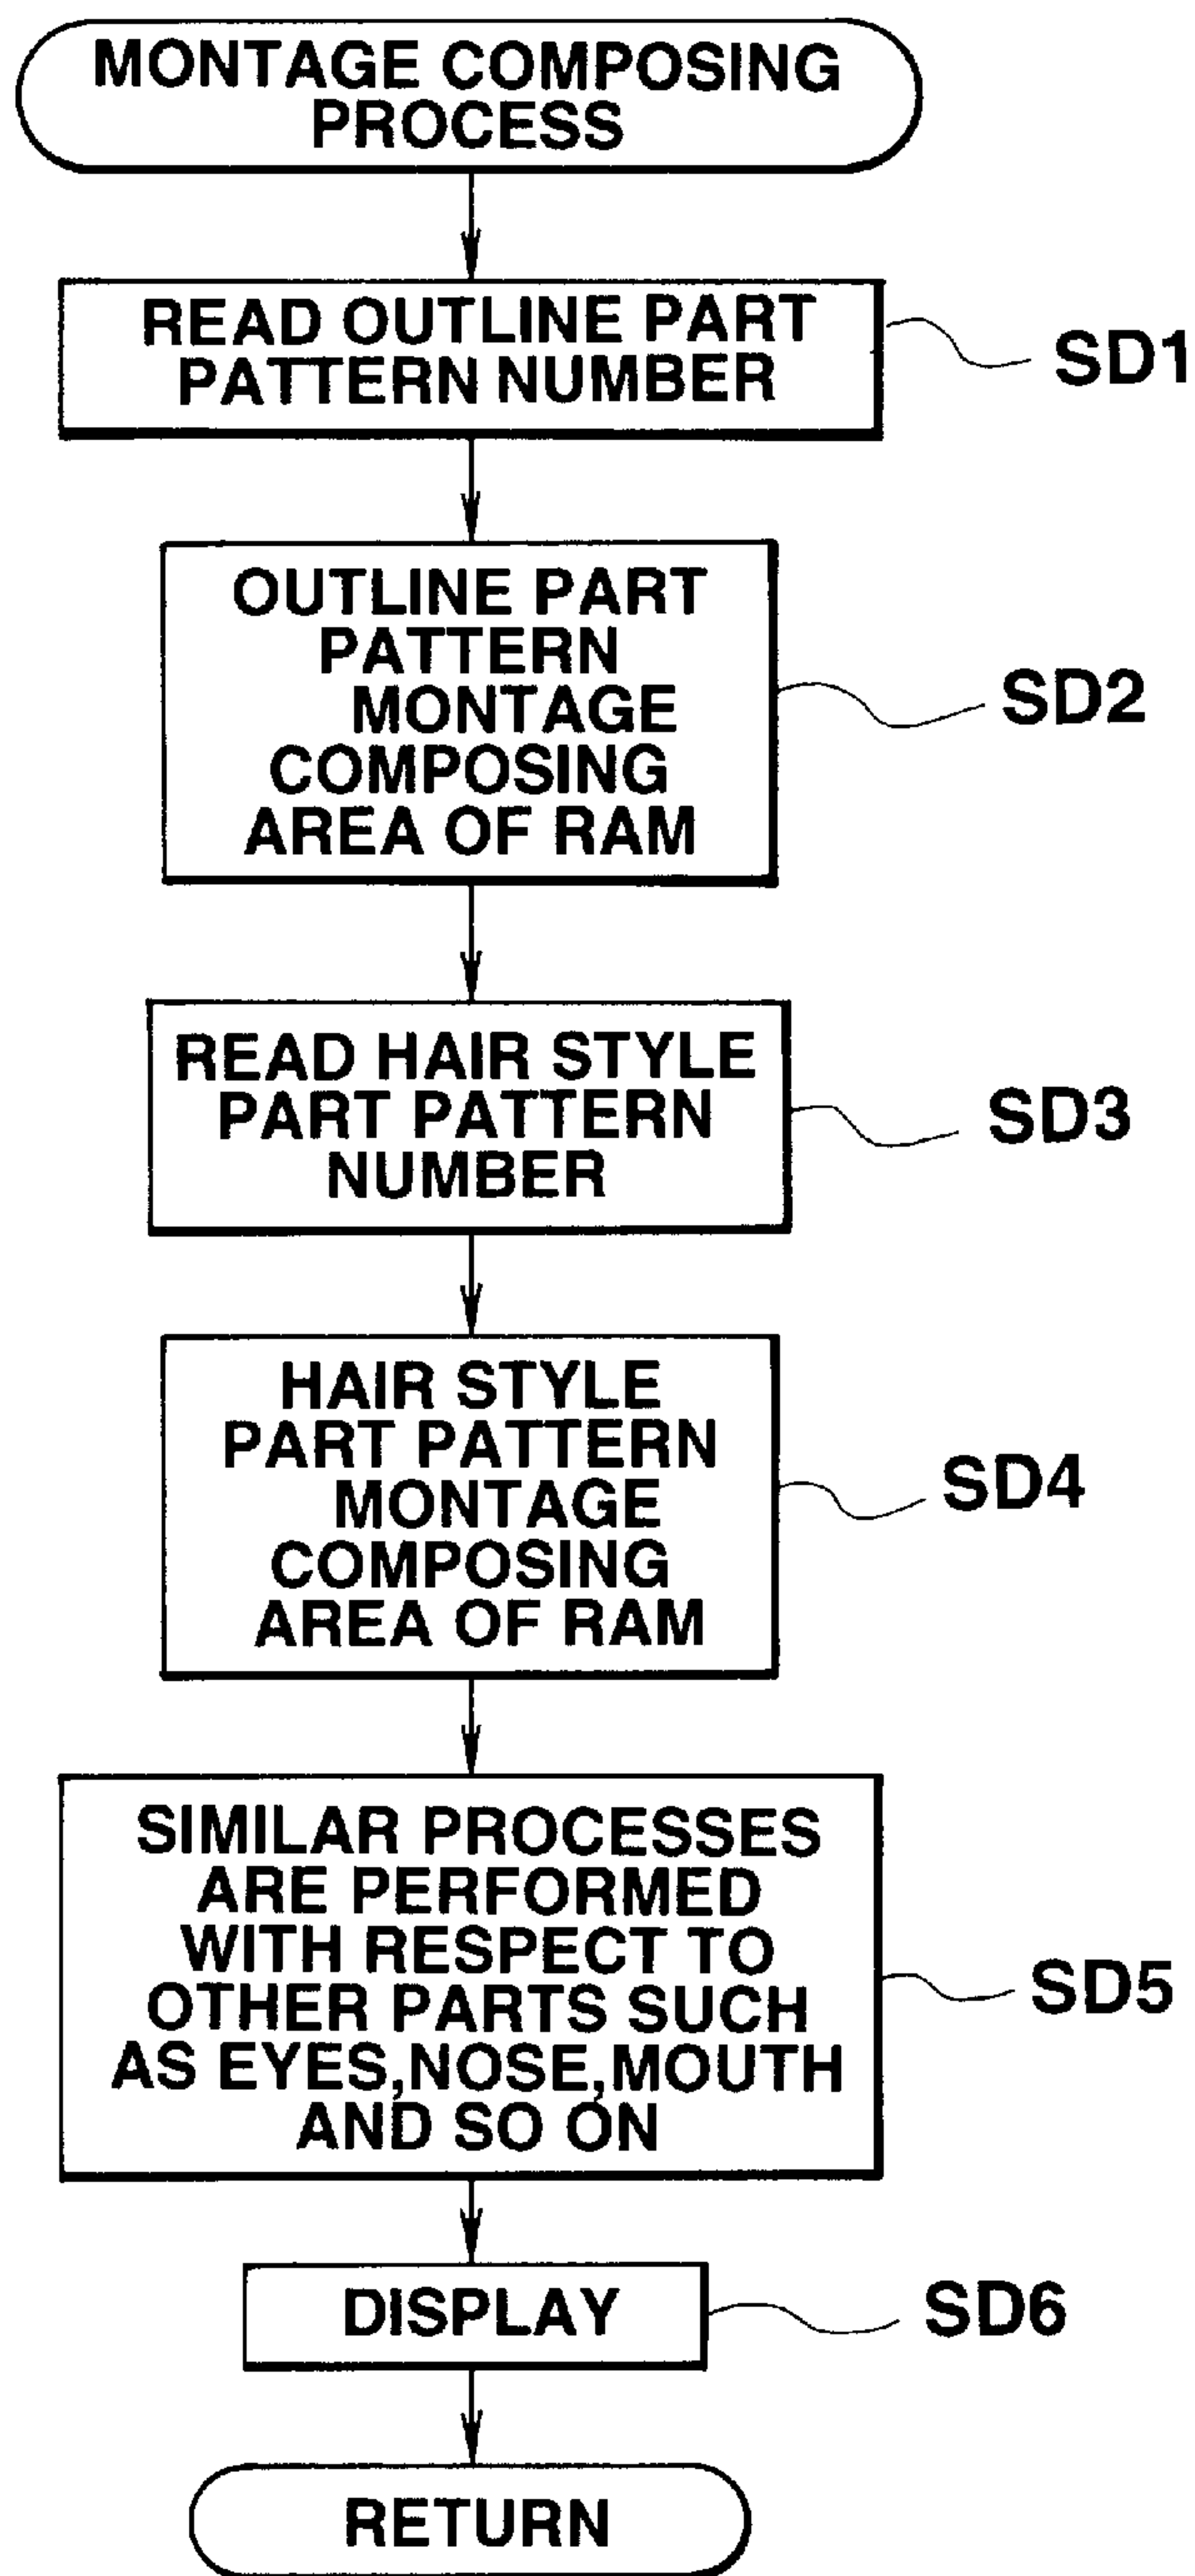 MONTAGE COMPOSING
PROCESS
READ OUTLINE PART
PATTERN NUMBER
SD1
OUTLINE PART
PATTERN
MONTAGE
COMPOSING
AREA OF RAM
SD2
READ HAIR STYLE
PART PATTERN
NUMBER
SD3
HAIR STYLE
PART PATTERN
MONTAGE
COMPOSING
AREA OF RAM
SD4
SIMILAR PROCESSES
ARE PERFORMED
WITH RESPECT TO
OTHER PARTS SUCH
AS EYES,NOSE,MOUTH
AND SO ON
SD5
DISPLAY
SD6
RETURN